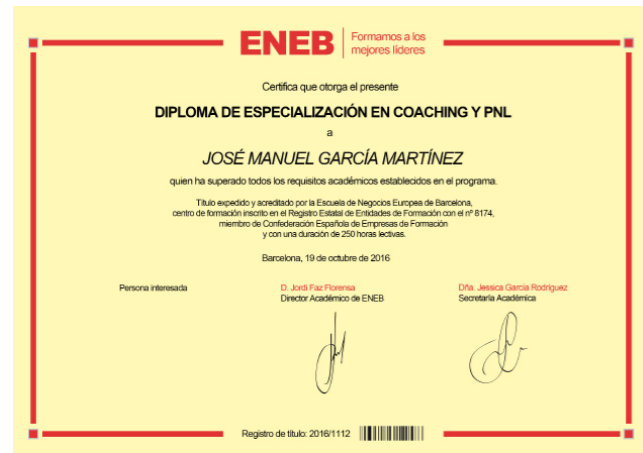 ENEB
Formamos a los
mejores líderes
Certifica que otorga el presente
DIPLOMA DE ESPECIALIZACIÓN EN COACHING Y PNL
a
JOSÉ MANUEL GARCÍA MARTÍNEZ
quien ha superado todos los requisitos académicos establecidos en el programa.
Título expedido y acreditado por la Escuela de Negocios Europea de Barcelona,
centro de formación inscrito en el Registro Estatal de Entidades de Formación con el nº 8174,
miembro de Confederación Española de Empresas de Formación
y con una duración de 250 horas lectivas.
Barcelona, 19 de octubre de 2016
Persona interesada
D. Jordi Faz Florensa
Director Académico de ENEB
Dña. Jessica García Rodríguez
Secretaría Académica
Registro de título: 2016/1112